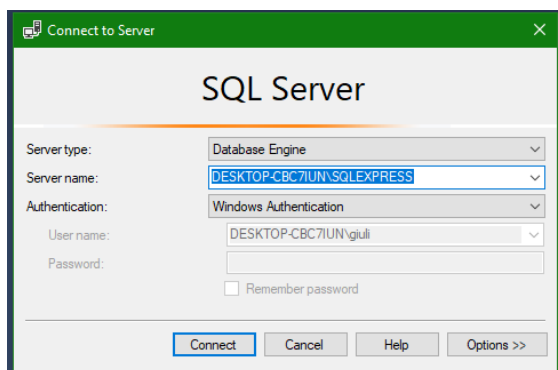 Connect to Server
SQL Server
Server type: Database Engine
Server name: DESKTOP-CBC7IUN\SQLEXPRESS
Authentication: Windows Authentication
User name: DESKTOP-CBC7IUN\giuli
Password:
Remember password
Connect Cancel Help Options >>